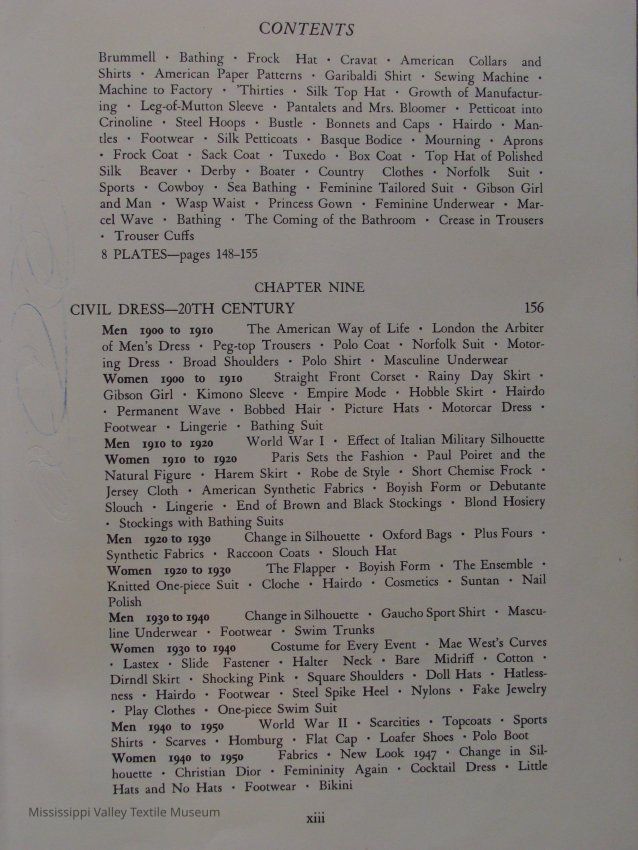 CONTENTS
Brummell · Bathing · Frock Hat · Cravat · American Collars and
Shirts · American Paper Patterns · Garibaldi Shirt · Sewing Machine ·
Machine to Factory · 'Thirties · Silk Top Hat · Growth of Manufactur-
ing · Leg-of-Mutton Sleeve · Pantalets and Mrs. Bloomer · Petticoat into
Crinoline · Steel Hoops · Bustle · Bonnets and Caps · Hairdo · Man-
tles · Footwear · Silk Petticoats · Basque Bodice · Mourning · Aprons
· Frock Coat · Sack Coat · Tuxedo · Box Coat · Top Hat of Polished
Silk Beaver · Derby · Boater · Country Clothes · Norfolk Suit ·
Sports · Cowboy · Sea Bathing · Feminine Tailored Suit · Gibson Girl
and Man · Wasp Waist · Princess Gown · Feminine Underwear · Mar-
cel Wave · Bathing · The Coming of the Bathroom · Crease in Trousers
· Trouser Cuffs
8 PLATES—pages 148–155
CHAPTER NINE
CIVIL DRESS—20TH CENTURY 156
Men 1900 to 1910 The American Way of Life · London the Arbiter
of Men's Dress · Peg-top Trousers · Polo Coat · Norfolk Suit · Motor-
ing Dress · Broad Shoulders · Polo Shirt · Masculine Underwear
Women 1900 to 1910 Straight Front Corset · Rainy Day Skirt ·
Gibson Girl · Kimono Sleeve · Empire Mode · Hobble Skirt · Hairdo
· Permanent Wave · Bobbed Hair · Picture Hats · Motorcar Dress ·
Footwear · Lingerie · Bathing Suit
Men 1910 to 1920 World War I · Effect of Italian Military Silhouette
Women 1910 to 1920 Paris Sets the Fashion · Paul Poiret and the
Natural Figure · Harem Skirt · Robe de Style · Short Chemise Frock ·
Jersey Cloth · American Synthetic Fabrics · Boyish Form or Debutante
Slouch · Lingerie · End of Brown and Black Stockings · Blond Hosiery
· Stockings with Bathing Suits
Men 1920 to 1930 Change in Silhouette · Oxford Bags · Plus Fours ·
Synthetic Fabrics · Raccoon Coats · Slouch Hat
Women 1920 to 1930 The Flapper · Boyish Form · The Ensemble ·
Knitted One-piece Suit · Cloche · Hairdo · Cosmetics · Suntan · Nail
Polish
Men 1930 to 1940 Change in Silhouette · Gaucho Sport Shirt · Mascu-
line Underwear · Footwear · Swim Trunks
Women 1930 to 1940 Costume for Every Event · Mae West's Curves
· Lastex · Slide Fastener · Halter Neck · Bare Midriff · Cotton ·
Dirndl Skirt · Shocking Pink · Square Shoulders · Doll Hats · Hatless-
ness · Hairdo · Footwear · Steel Spike Heel · Nylons · Fake Jewelry
· Play Clothes · One-piece Swim Suit
Men 1940 to 1950 World War II · Scarcities · Topcoats · Sports
Shirts · Scarves · Homburg · Flat Cap · Loafer Shoes · Polo Boot
Women 1940 to 1950 Fabrics · New Look 1947 · Change in Sil-
houette · Christian Dior · Femininity Again · Cocktail Dress · Little
Hats and No Hats · Footwear · Bikini
Mississippi Valley Textile Museum
xiii